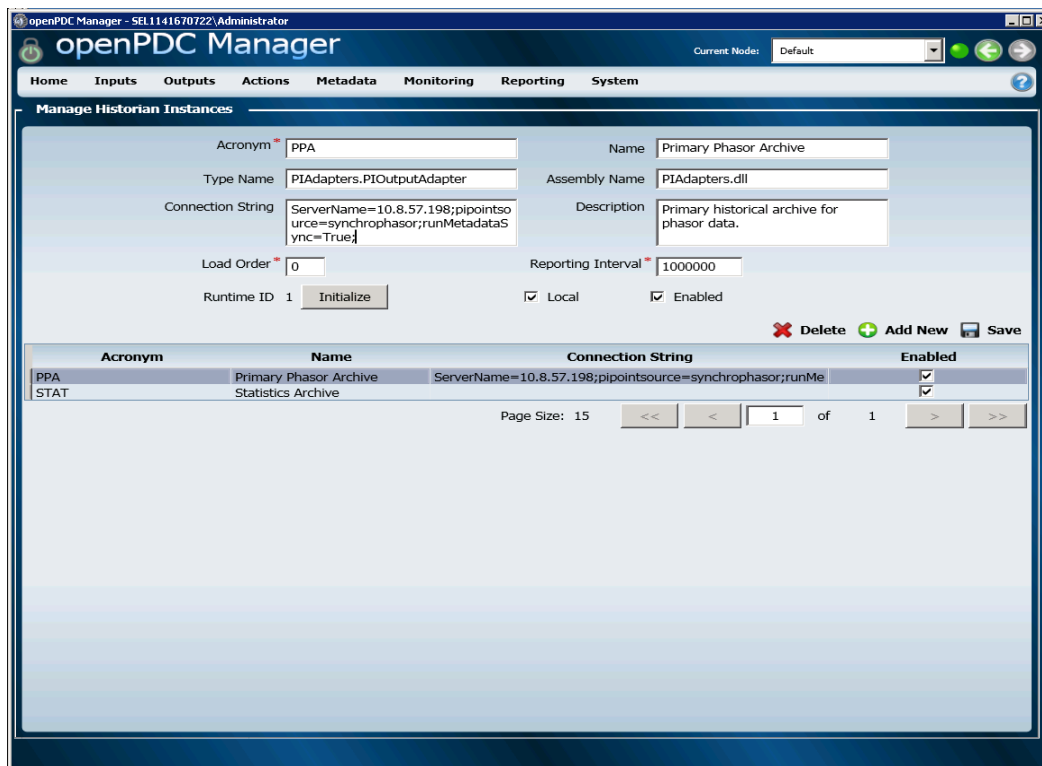 openPDC Manager - SEL1141670722\Administrator
openPDC Manager
Current Node: Default
Home Inputs Outputs Actions Metadata Monitoring Reporting System
Manage Historian Instances
Acronym * PPA Name Primary Phasor Archive
Type Name PIAdapters.PIOutputAdapter Assembly Name PIAdapters.dll
Connection String ServerName=10.8.57.198;pipointso Description Primary historical archive for
urce=synchrophasor;runMetadataS phasor data.
ync=True;
Load Order * 0 Reporting Interval * 1000000
Runtime ID 1 Initialize Local Enabled
Delete Add New Save
Acronym Name Connection String Enabled
PPA Primary Phasor Archive ServerName=10.8.57.198;pipointsource=synchrophasor;runMe
STAT Statistics Archive
Page Size: 15 << < 1 of 1 > >>